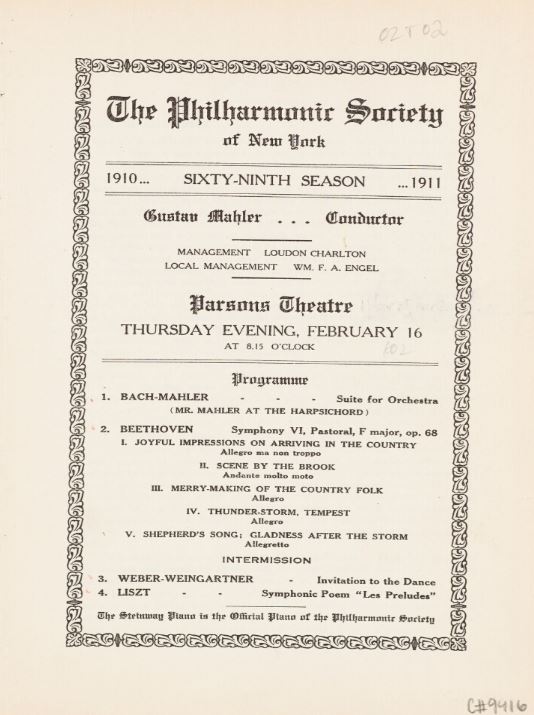 02T02
The Philharmonic Society
of New York
1910... SIXTY-NINTH SEASON ...1911
Gustav Mahler . . . Conductor
MANAGEMENT LOUDON CHARLTON
LOCAL MANAGEMENT WM. F. A. ENGEL
Parsons Theatre
THURSDAY EVENING, FEBRUARY 16
AT 8.15 O'CLOCK
Programme
1. BACH-MAHLER - - - Suite for Orchestra
(MR. MAHLER AT THE HARPSICHORD)
2. BEETHOVEN Symphony VI, Pastoral, F major, op. 68
I. JOYFUL IMPRESSIONS ON ARRIVING IN THE COUNTRY
Allegro ma non troppo
II. SCENE BY THE BROOK
Andante molto moto
III. MERRY-MAKING OF THE COUNTRY FOLK
Allegro
IV. THUNDER-STORM, TEMPEST
Allegro
V. SHEPHERD'S SONG; GLADNESS AFTER THE STORM
Allegretto
INTERMISSION
3. WEBER-WEINGARTNER - Invitation to the Dance
4. LISZT - - Symphonic Poem "Les Preludes"
The Steinway Piano is the Official Piano of the Philharmonic Society
C#9416